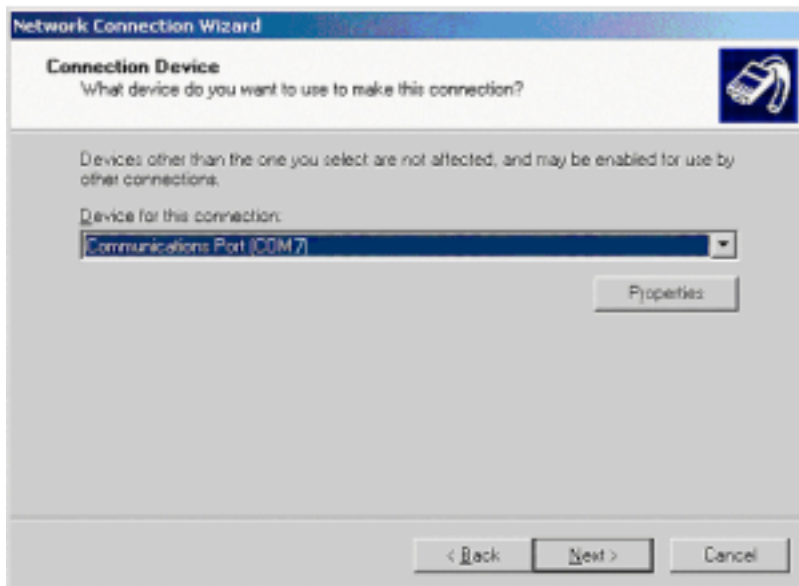 Network Connection Wizard
Connection Device
What device do you want to use to make this connection?
Devices other than the one you select are not affected, and may be enabled for use by
other connections.
Device for this connection:
Communications Port (COM7)
Properties
< Back
Next >
Cancel